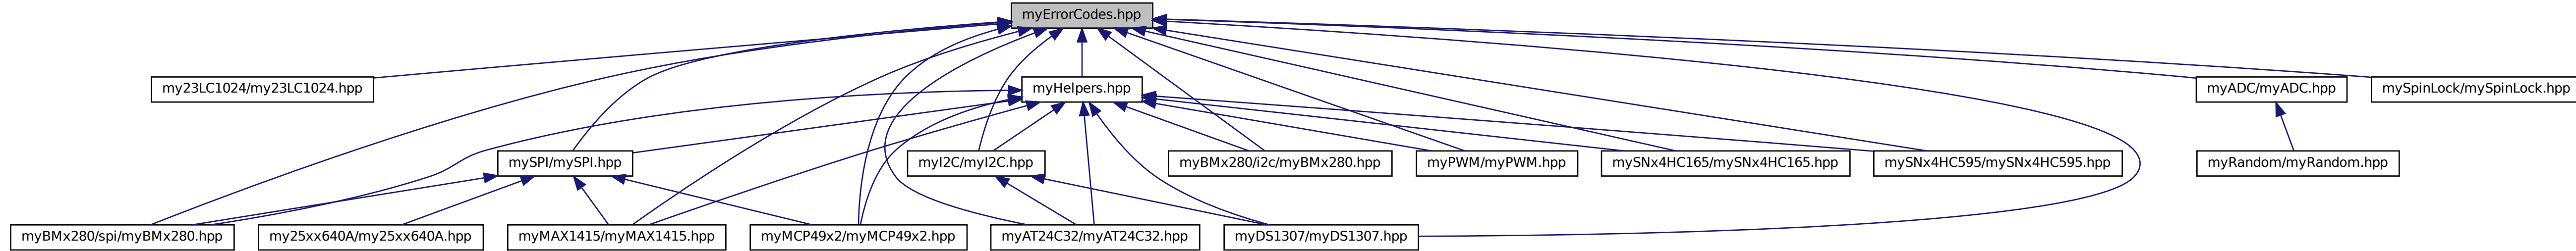 myErrorCodes.hpp
my23LC1024/my23LC1024.hpp
myHelpers.hpp
myADC/myADC.hpp
mySpinLock/mySpinLock.hpp
mySPI/mySPI.hpp
myI2C/myI2C.hpp
myBMx280/i2c/myBMx280.hpp
myPWM/myPWM.hpp
mySNx4HC165/mySNx4HC165.hpp
mySNx4HC595/mySNx4HC595.hpp
myRandom/myRandom.hpp
myBMx280/spi/myBMx280.hpp
my25xx640A/my25xx640A.hpp
myMAX1415/myMAX1415.hpp
myMCP49x2/myMCP49x2.hpp
myAT24C32/myAT24C32.hpp
myDS1307/myDS1307.hpp